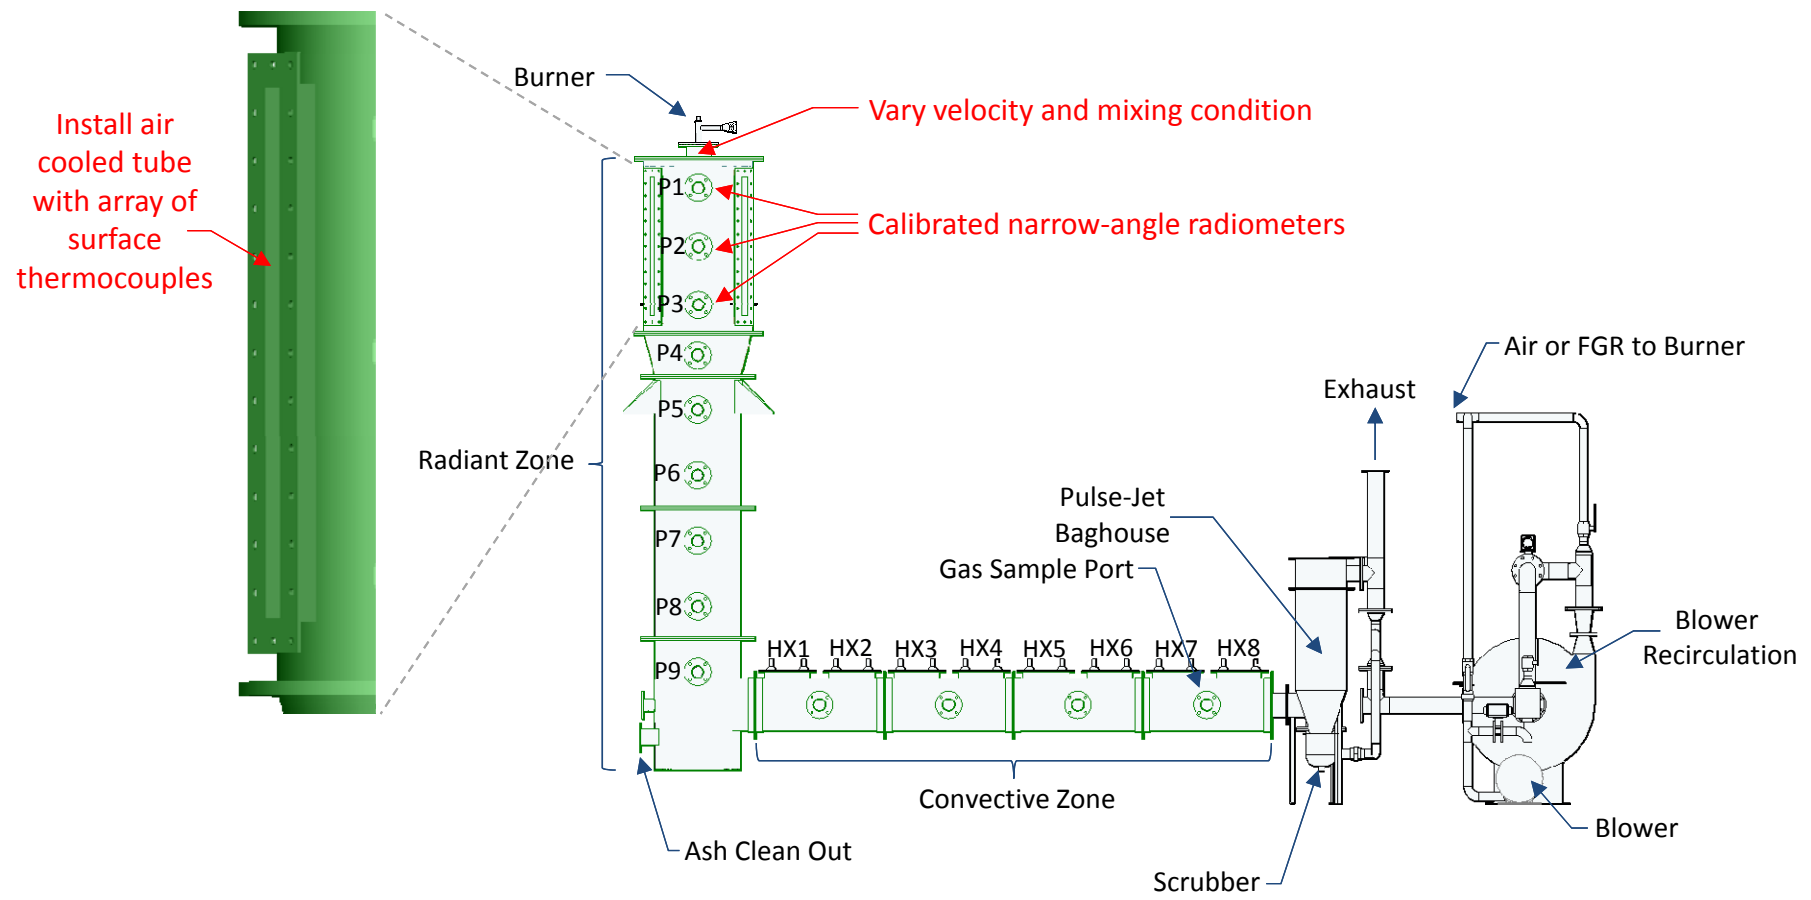 Install air
cooled tube
with array of
surface
thermocouples
Burner
Vary velocity and mixing condition
P1
P2
Calibrated narrow-angle radiometers
P3
P4
P5
P6
P7
P8
P9
Radiant Zone
Ash Clean Out
HX1
HX2
HX3
HX4
HX5
HX6
HX7
HX8
Gas Sample Port
Convective Zone
Pulse-Jet
Baghouse
Scrubber
Exhaust
Air or FGR to Burner
Blower
Recirculation
Blower